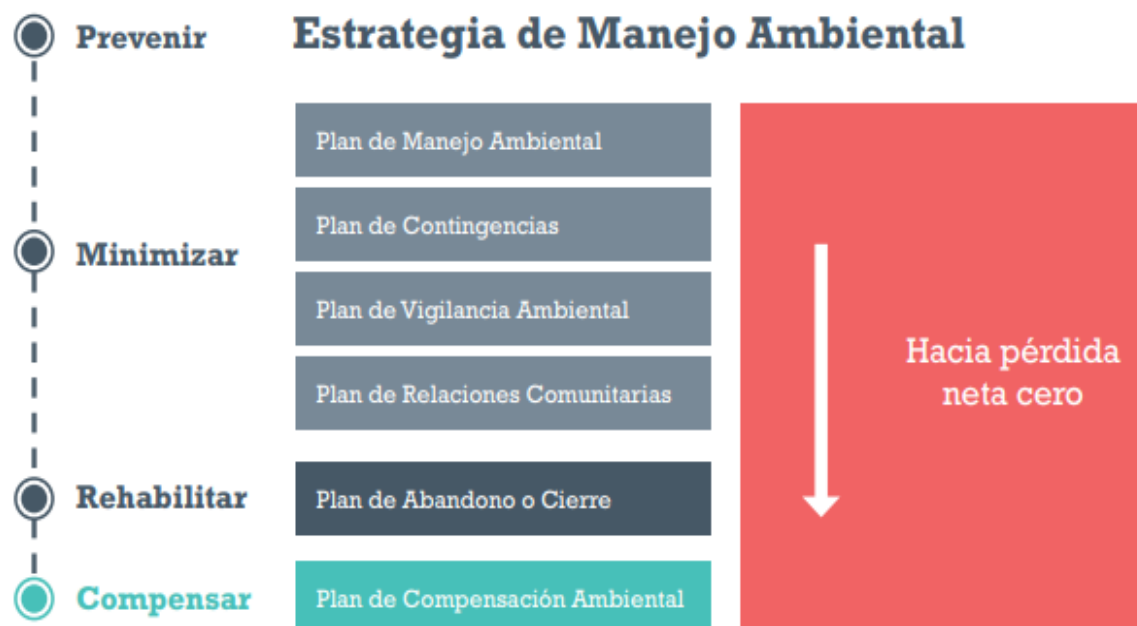 Prevenir
Estrategia de Manejo Ambiental
Plan de Manejo Ambiental
Plan de Contingencias
Minimizar
Plan de Vigilancia Ambiental
Plan de Relaciones Comunitarias
Hacia pérdida
neta cero
Rehabilitar
Plan de Abandono o Cierre
Compensar
Plan de Compensación Ambiental